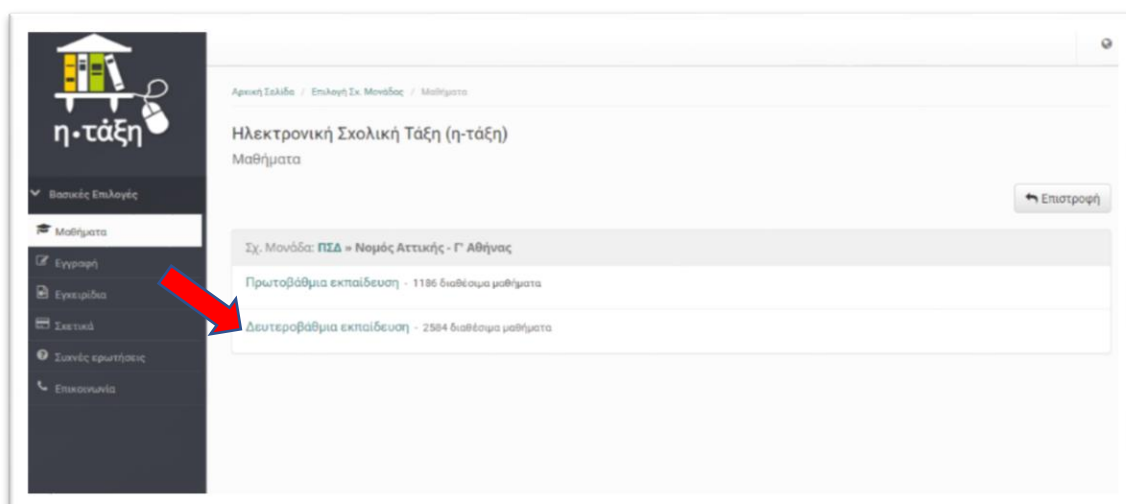 η·τάξη
Βασικές Επιλογές
Μαθήματα
Εγγραφή
Εγχειρίδια
Σχετικά
Συχνές ερωτήσεις
Επικοινωνία
Αρχική Σελίδα / Επιλογή Σχ. Μονάδας / Μαθήματα
Ηλεκτρονική Σχολική Τάξη (η-τάξη)
Μαθήματα
Επιστροφή
Σχ. Μονάδα: ΠΣΔ » Νομός Αττικής - Γ' Αθήνας
Πρωτοβάθμια εκπαίδευση - 1186 διαθέσιμα μαθήματα
Δευτεροβάθμια εκπαίδευση - 2584 διαθέσιμα μαθήματα